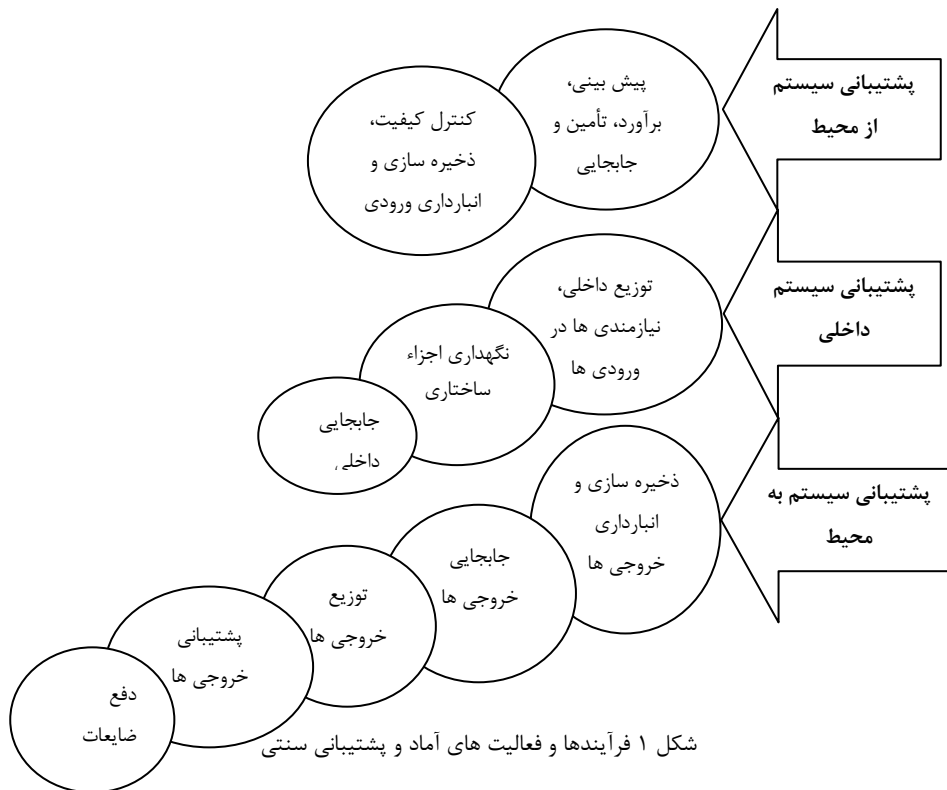 پشتیبانی سیستم
از محیط
پیش بینی،
برآورد، تأمین و
جابجایی
کنترل کیفیت،
ذخیره سازی و
انبارداری ورودی
پشتیبانی سیستم
داخلی
توزیع داخلی،
نیازمندی ها در
ورودی ها
نگهداری اجزاء
ساختاری
جابجایی
داخلی
پشتیبانی سیستم به
محیط
ذخیره سازی و
انبارداری
خروجی ها
جابجایی
خروجی ها
توزیع
خروجی ها
پشتیبانی
خروجی ها
دفع
ضایعات
شکل ۱ فرآیندها و فعالیت های آماد و پشتیبانی سنتی